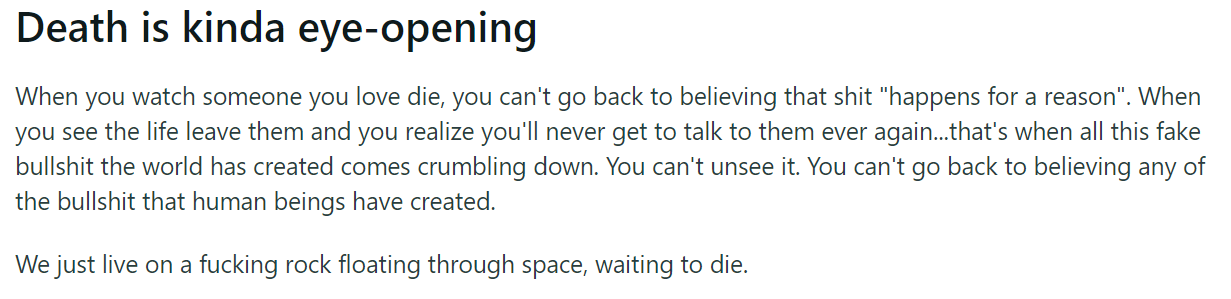 Death is kinda eye-opening
When you watch someone you love die, you can't go back to believing that shit "happens for a reason". When
you see the life leave them and you realize you'll never get to talk to them ever again...that's when all this fake
bullshit the world has created comes crumbling down. You can't unsee it. You can't go back to believing any of
the bullshit that human beings have created.
We just live on a fucking rock floating through space, waiting to die.